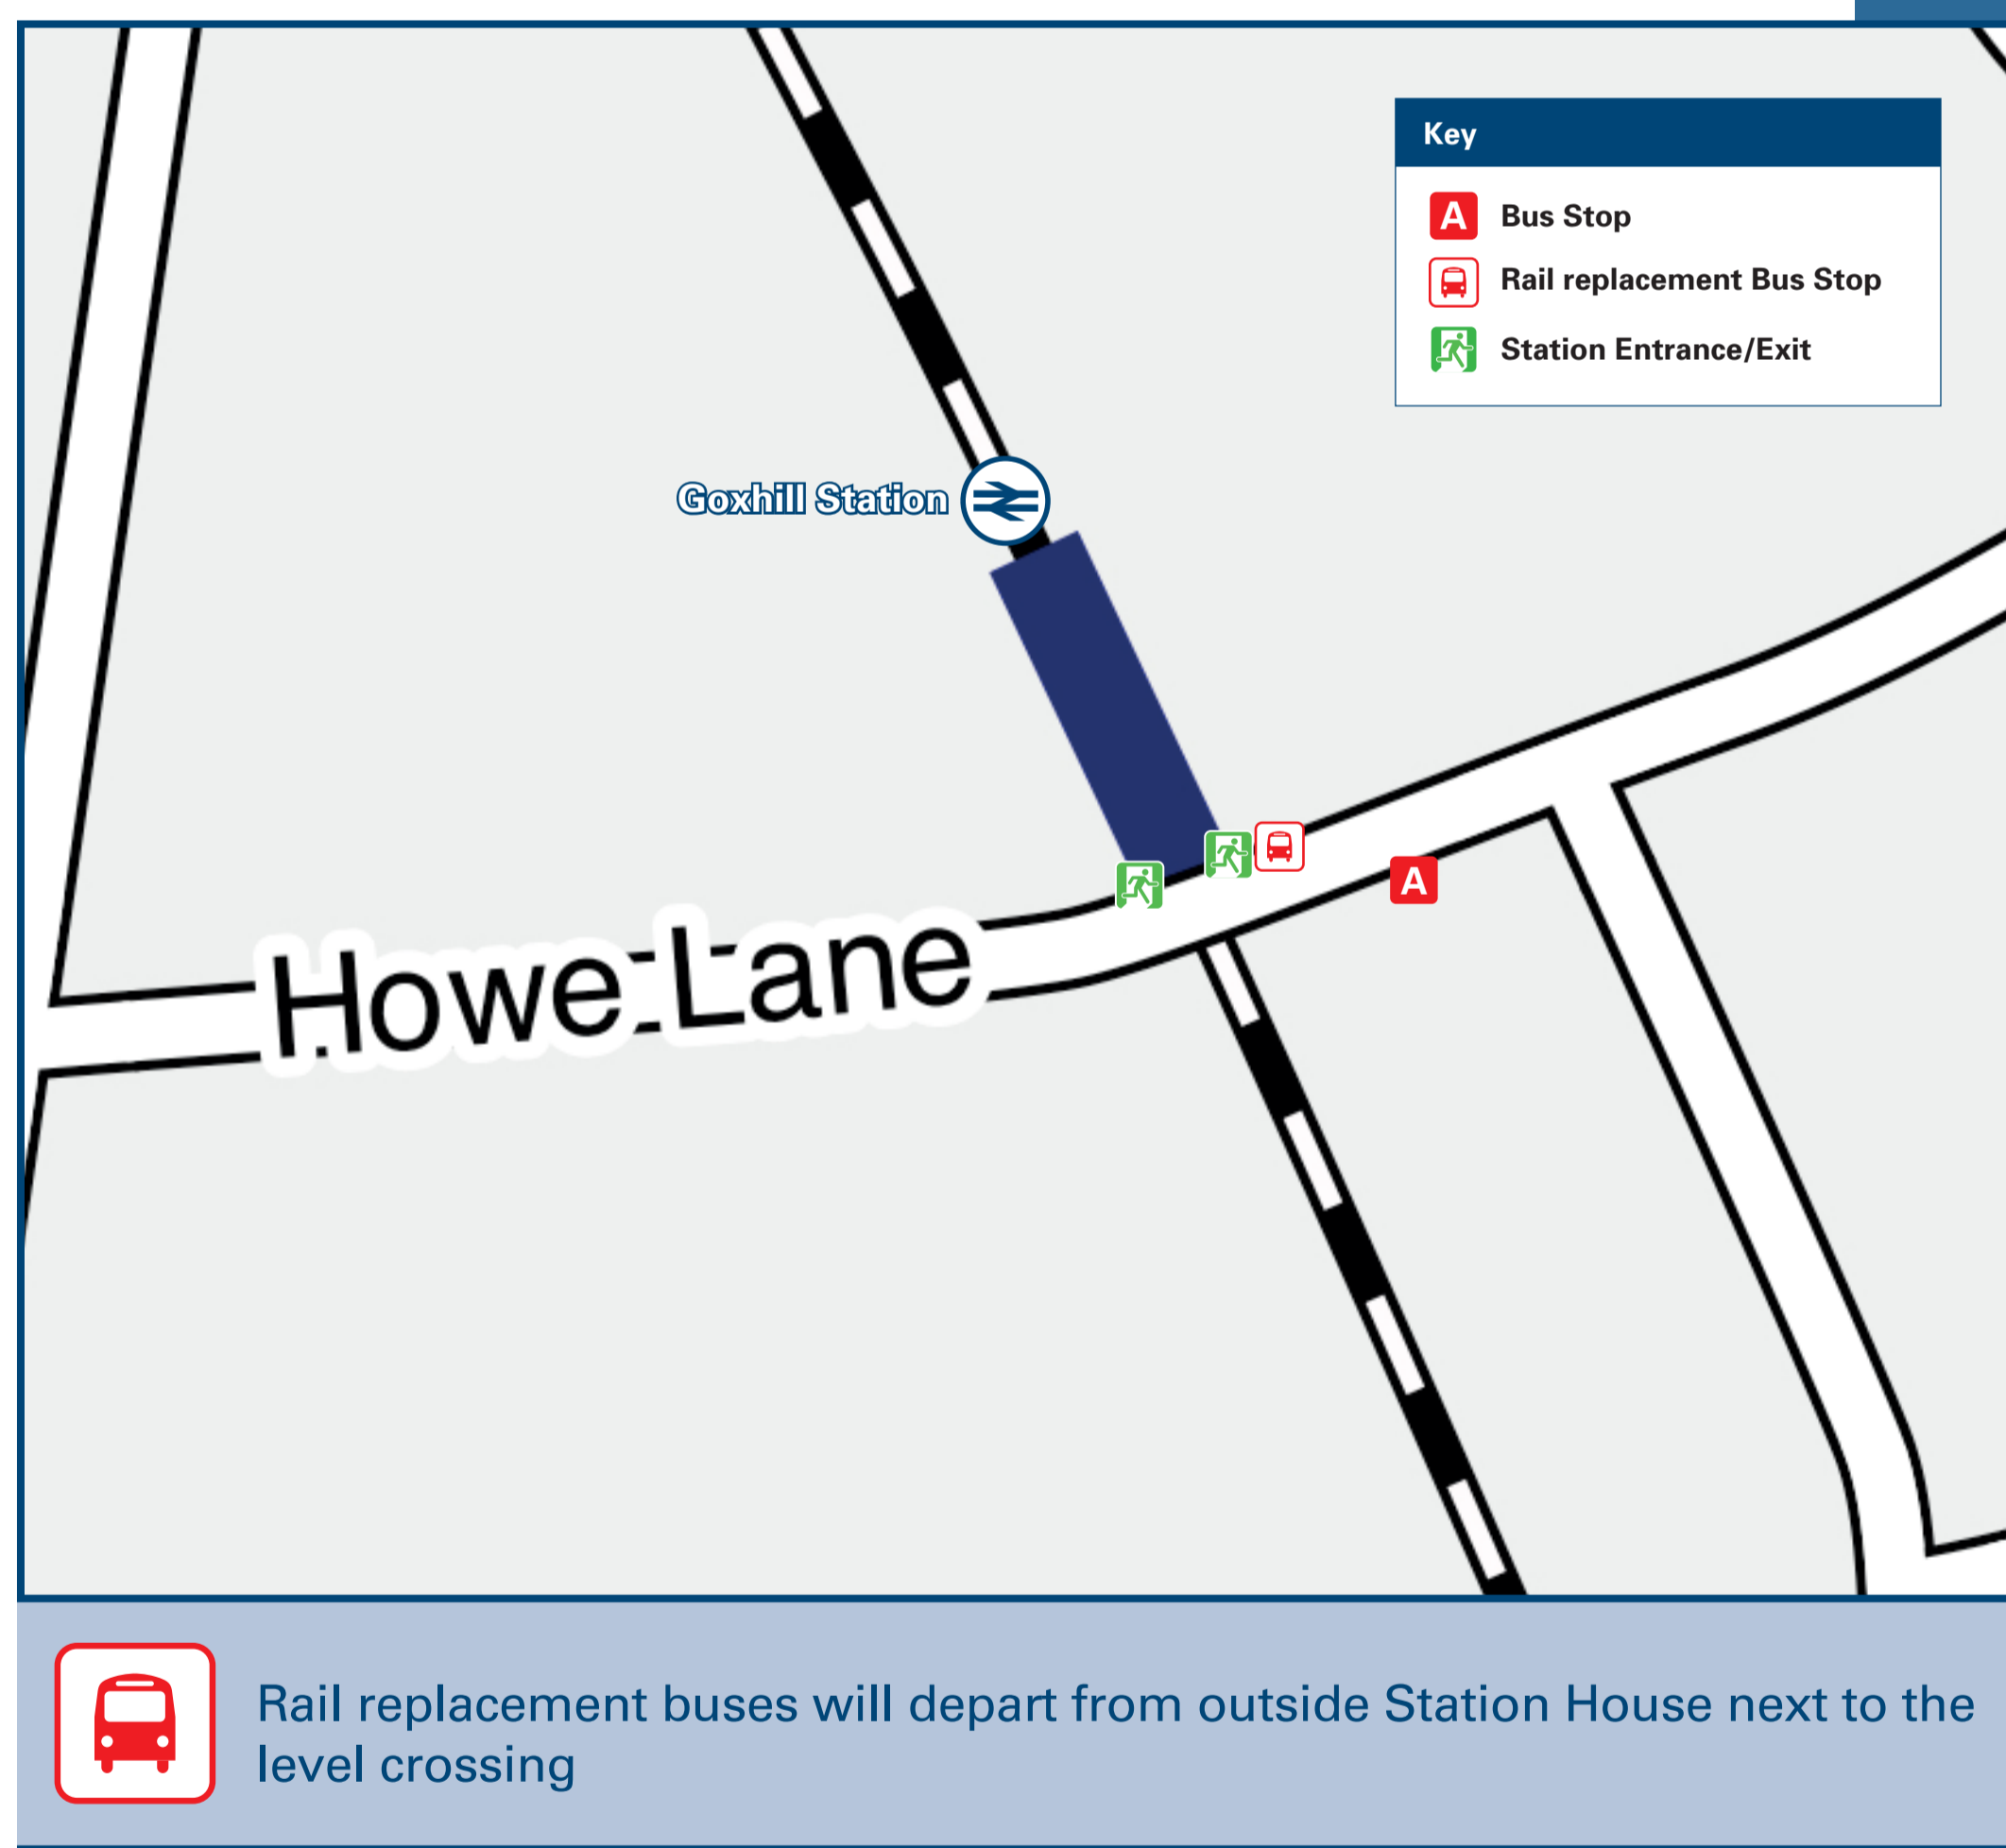 Key
A
Bus Stop
Rail replacement Bus Stop
Station Entrance/Exit
Goxhill Station
A
Howe Lane
Rail replacement buses will depart from outside Station House next to the
level crossing